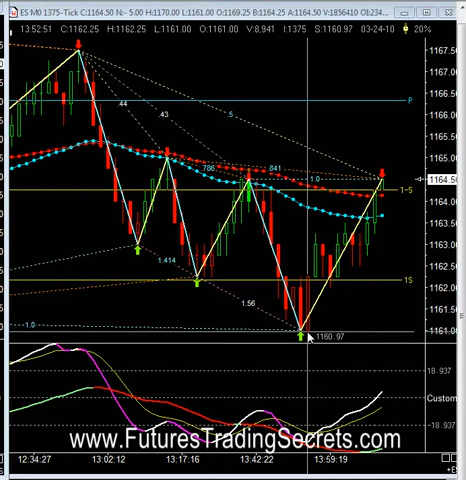 ES M0 1375-Tick C=1164.50 N:- 5.00 H=1170.00 L=1161.00 O=1169.25 B=1164.25 A=1164.50 V=1856410
13:52:51 C=1162.25 H=1162.25 L:1161.00 O:1161.00 V:8.941 I:1375 S:1160.97 03-24-10 20%
1167.50
1167.00
1166.50
P
1166.00
.44
.43
.5
1165.50
1165.00
.786
.841
1.0
1164.50
1-S
1164.00
1163.50
1163.00
1.414
1162.50
1S
1162.00
1.56
1161.50
-1.0
1160.97
1161.00
18.937
Custom
-18.937
www.FuturesTradingSecrets.com
12:34:27 13:02:12 13:17:16 13:42:22 13:59:19
+ES